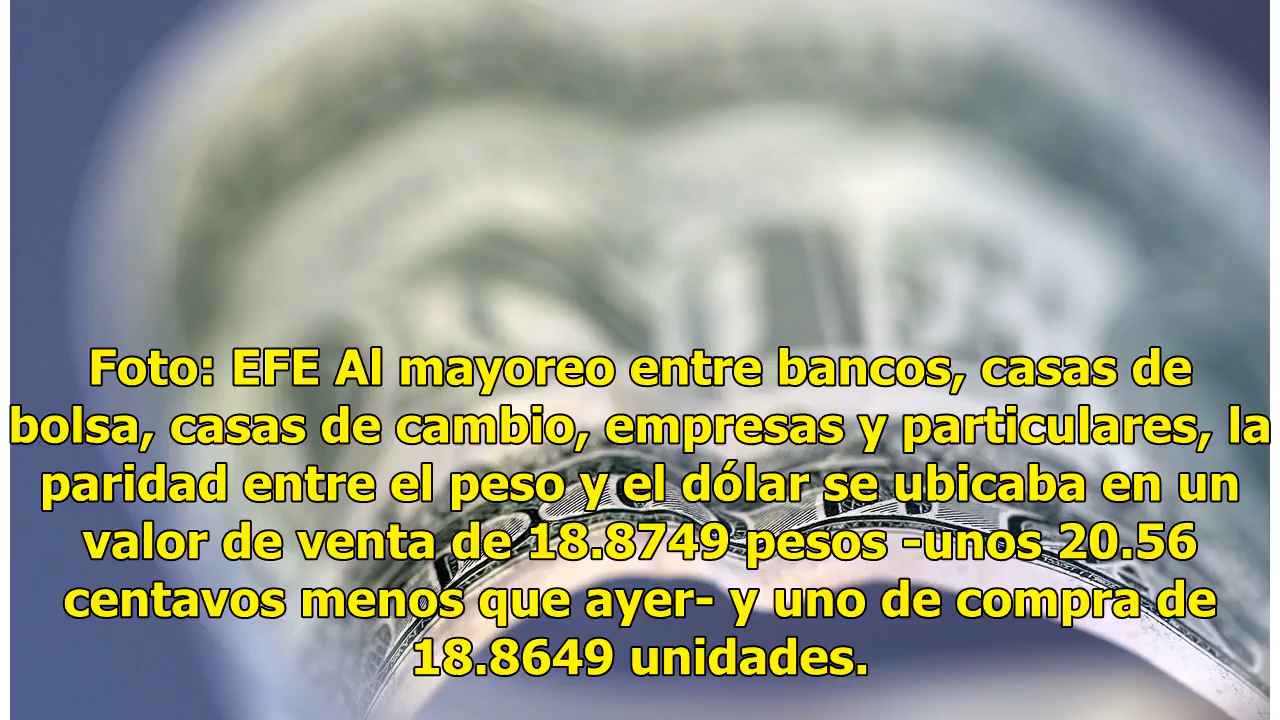 Foto: EFE Al mayoreo entre bancos, casas de
bolsa, casas de cambio, empresas y particulares, la
paridad entre el peso y el dólar se ubicaba en un
valor de venta de 18.8749 pesos -unos 20.56
centavos menos que ayer- y uno de compra de
18.8649 unidades.